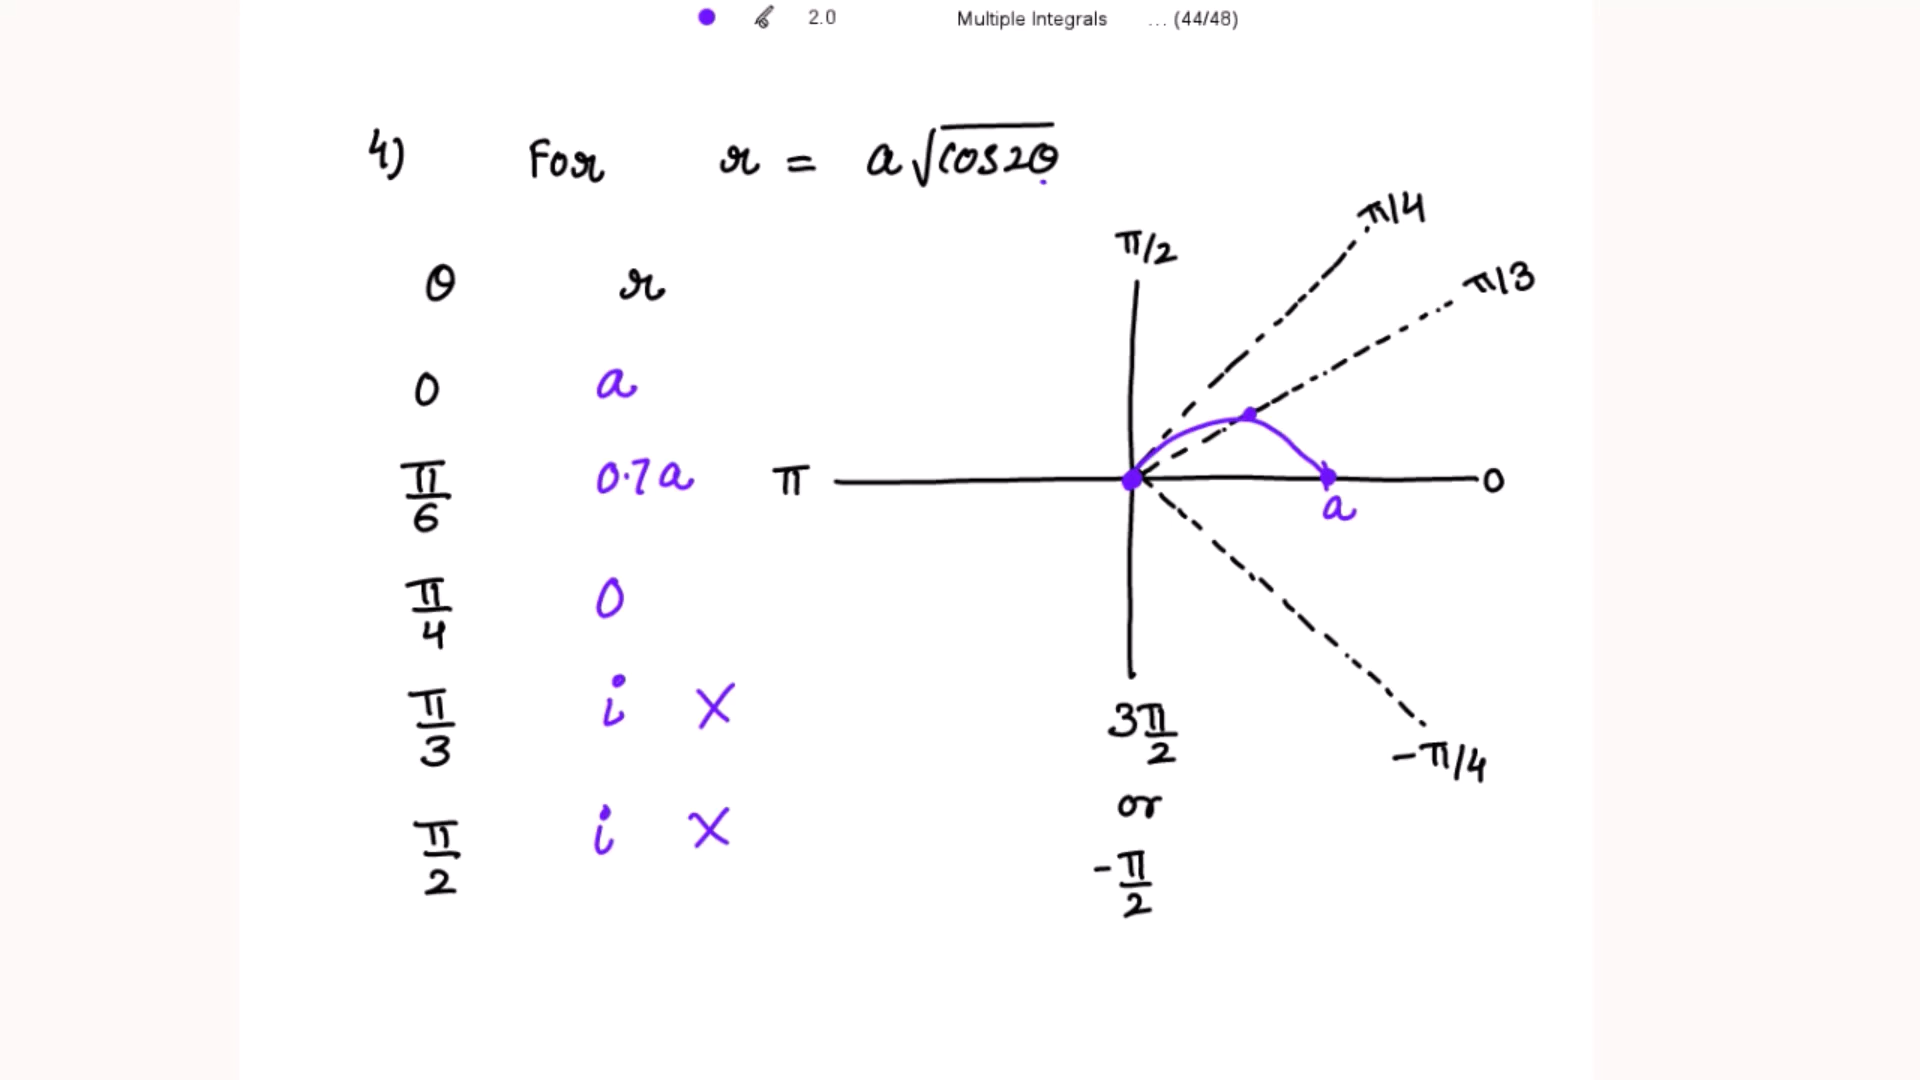 2.0 Multiple Integrals ... (44/48)
4) For r = a√cos2θ
θ r
0 a
π/6 0.7a
π/4 0
π/3 i X
π/2 i X
π/2
π/4
π/3
π
0
a
3π/2
or
-π/2
-π/4